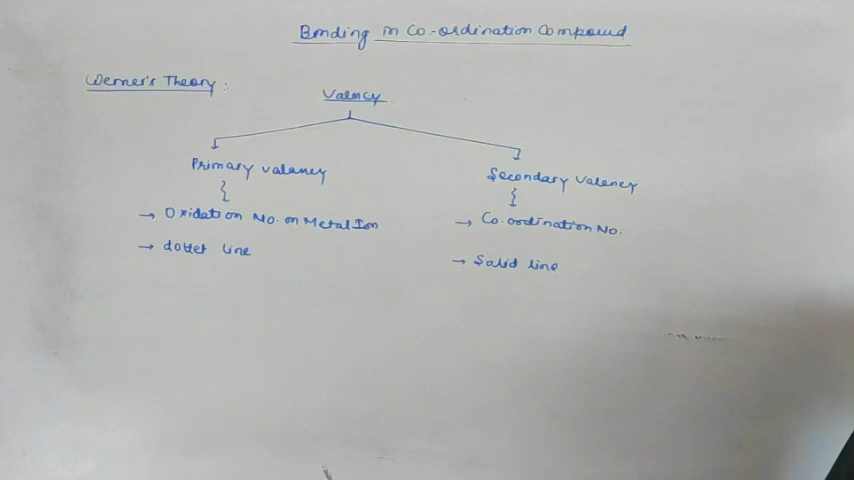 Bonding in Co-ordination Compound
Werner's Theory :
Valency
Primary valency
Secondary Valency
→ Oxidation No. on Metal Ion
→ Co-ordination No.
→ dotted line
→ Solid line